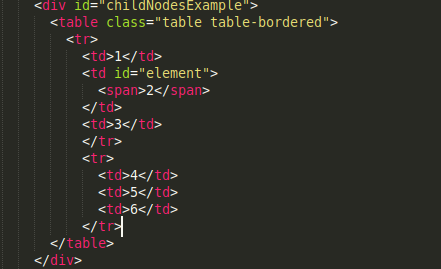 <div id="childNodesExample">
<table class="table table-bordered">
<tr>
<td>1</td>
<td id="element">
<span>2</span>
</td>
<td>3</td>
</tr>
<tr>
<td>4</td>
<td>5</td>
<td>6</td>
</tr>
</table>
</div>